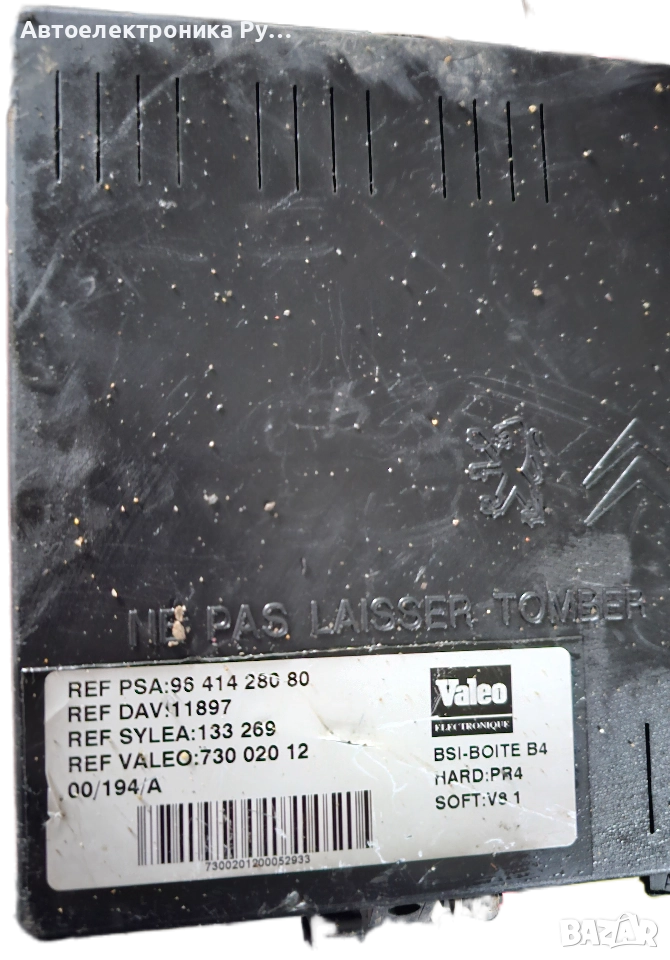 Автоелектроника Ру...
NE PAS LAISSER TOMBER
REF PSA:96 414 280 80
REF DAV:11897
REF SYLEA:133 269
REF VALEO:730 020 12
00/194/A
7300201200052933
Valeo
ELECTRONIQUE
BSI-BOITE B4
HARD:PR4
SOFT:V8.1
BAZAR